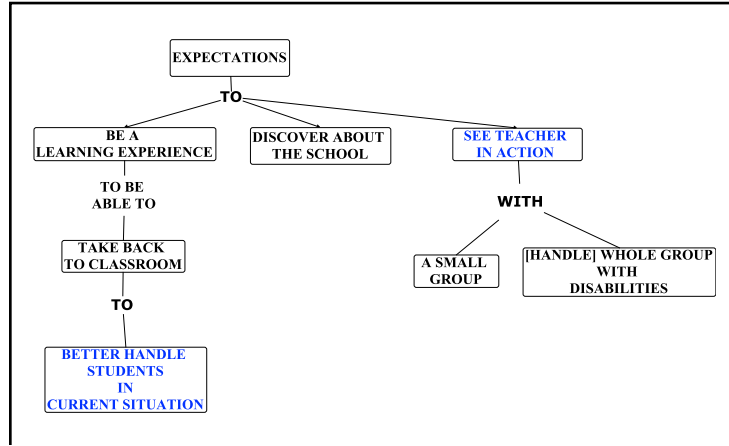 EXPECTATIONS
TO
BE A
LEARNING EXPERIENCE
DISCOVER ABOUT
THE SCHOOL
SEE TEACHER
IN ACTION
TO BE
ABLE TO
WITH
TAKE BACK
TO CLASSROOM
A SMALL
GROUP
[HANDLE] WHOLE GROUP
WITH
DISABILITIES
TO
BETTER HANDLE
STUDENTS
IN
CURRENT SITUATION